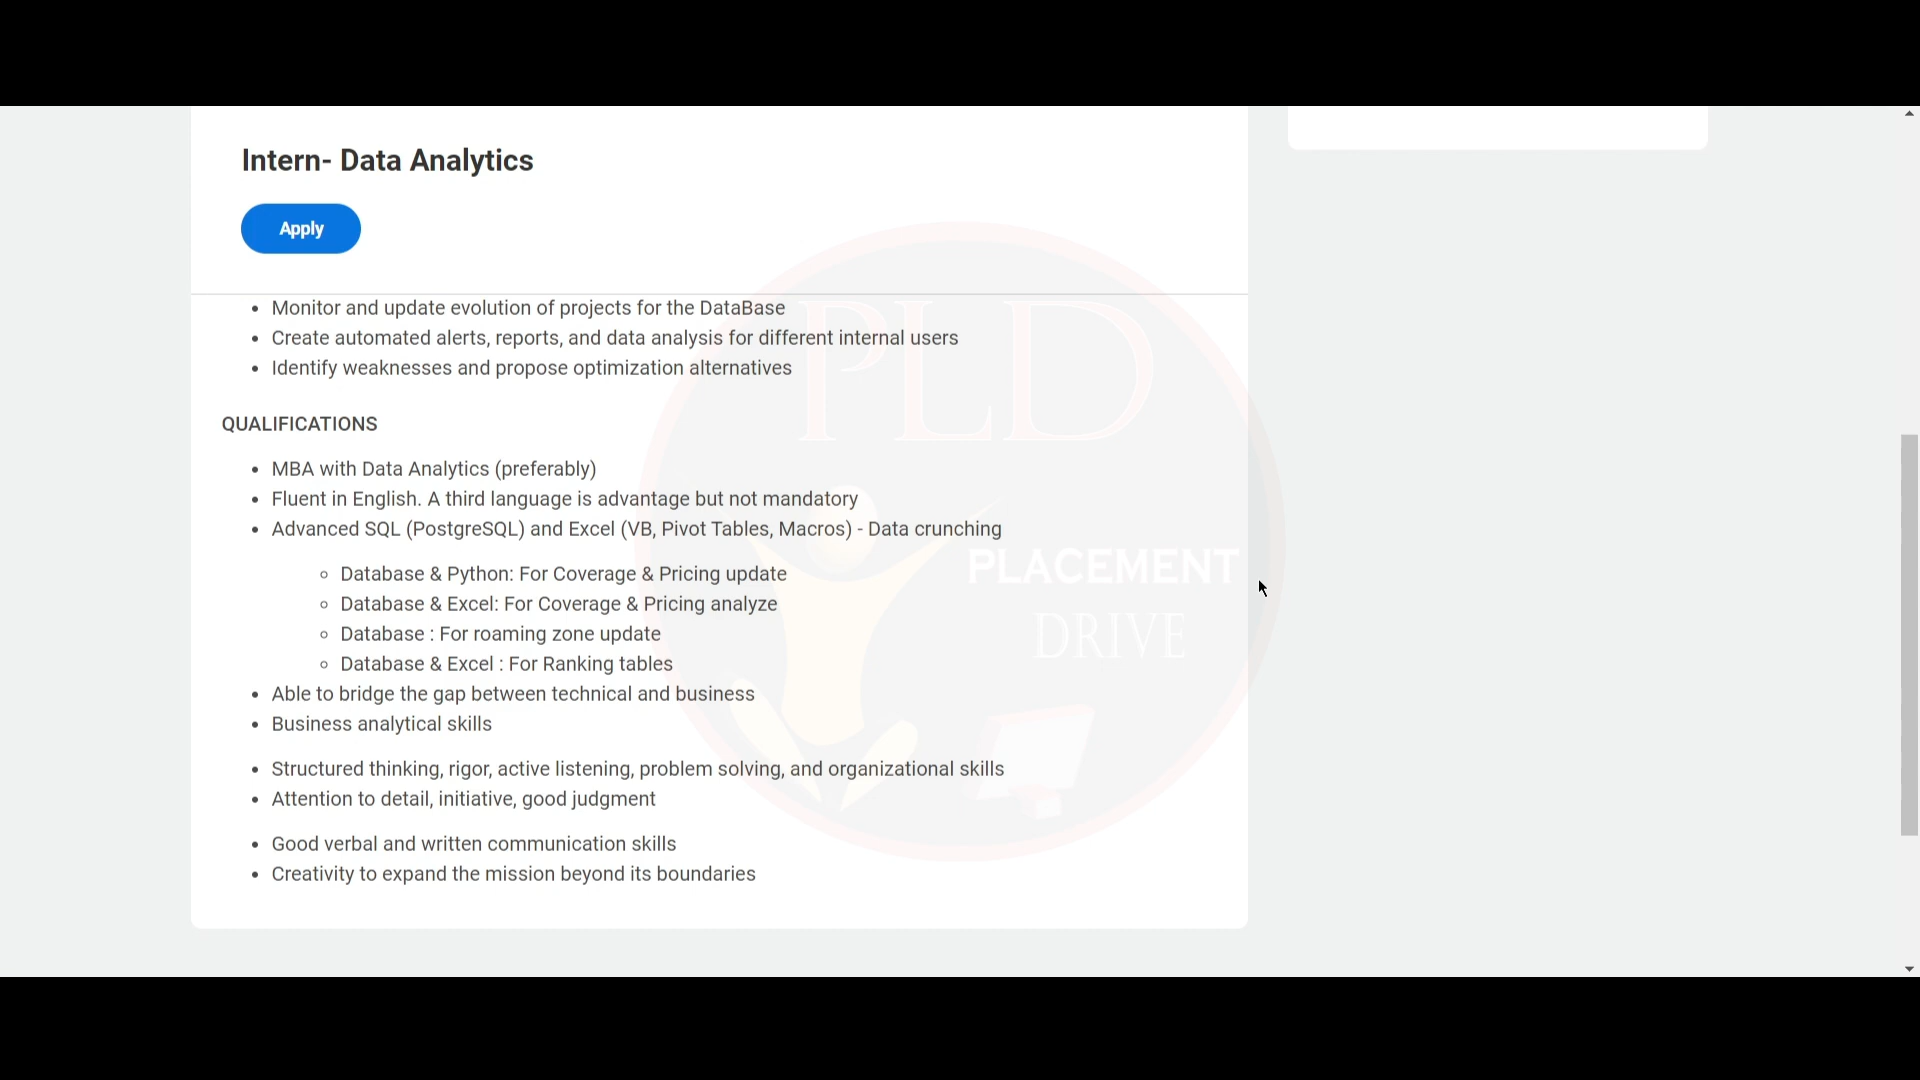 Intern- Data Analytics
Apply
Monitor and update evolution of projects for the DataBase
Create automated alerts, reports, and data analysis for different internal users
Identify weaknesses and propose optimization alternatives
QUALIFICATIONS
MBA with Data Analytics (preferably)
Fluent in English. A third language is advantage but not mandatory
Advanced SQL (PostgreSQL) and Excel (VB, Pivot Tables, Macros) - Data crunching
Database & Python: For Coverage & Pricing update
Database & Excel: For Coverage & Pricing analyze
Database : For roaming zone update
Database & Excel : For Ranking tables
Able to bridge the gap between technical and business
Business analytical skills
Structured thinking, rigor, active listening, problem solving, and organizational skills
Attention to detail, initiative, good judgment
Good verbal and written communication skills
Creativity to expand the mission beyond its boundaries
PLD
PLACEMENT
DRIVE